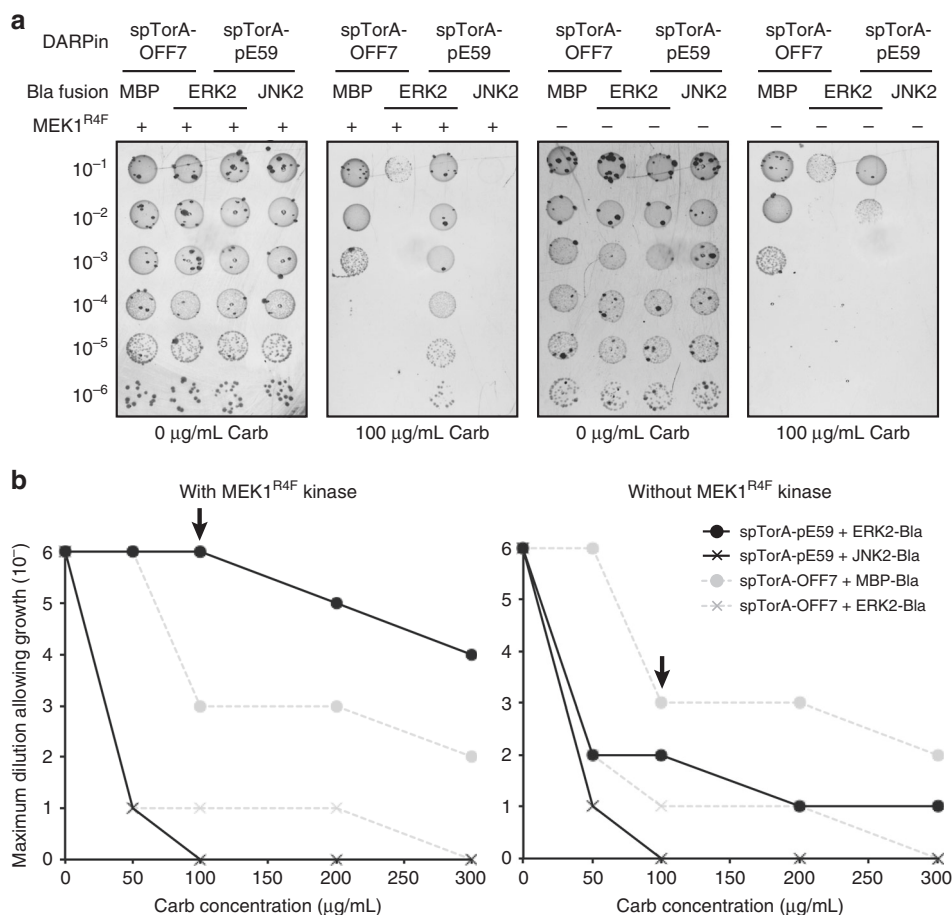 a
DARPin
spTorA-OFF7 spTorA-pE59 spTorA-OFF7 spTorA-pE59 spTorA-OFF7 spTorA-pE59 spTorA-OFF7 spTorA-pE59
Bla fusion MBP ERK2 JNK2 MBP ERK2 JNK2 MBP ERK2 JNK2 MBP ERK2 JNK2
MEK1^R4F + + + + + + + + − − − − − − − −
10⁻¹
10⁻²
10⁻³
10⁻⁴
10⁻⁵
10⁻⁶
0 μg/mL Carb 100 μg/mL Carb 0 μg/mL Carb 100 μg/mL Carb
b
With MEK1^R4F kinase
Without MEK1^R4F kinase
spTorA-pE59 + ERK2-Bla
spTorA-pE59 + JNK2-Bla
spTorA-OFF7 + MBP-Bla
spTorA-OFF7 + ERK2-Bla
Maximum dilution allowing growth (10⁻)
6
5
4
3
2
1
0
0 50 100 150 200 250 300
Carb concentration (μg/mL)
6
5
4
3
2
1
0
0 50 100 150 200 250 300
Carb concentration (μg/mL)